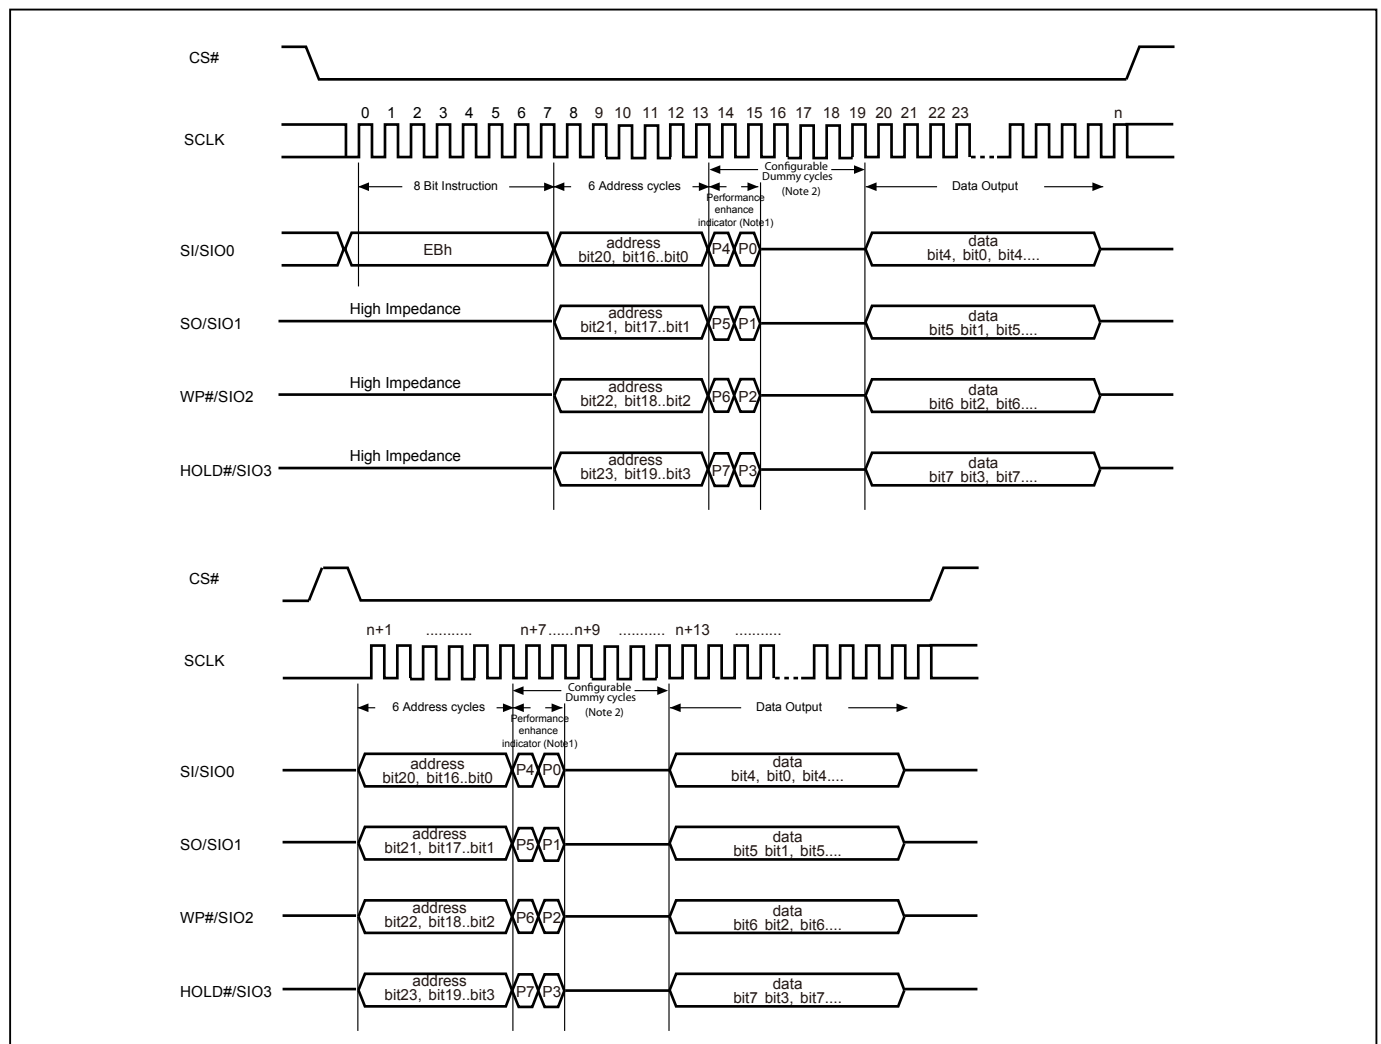 CS#
0 1 2 3 4 5 6 7 8 9 10 11 12 13 14 15 16 17 18 19 20 21 22 23 n
SCLK
8 Bit Instruction
6 Address cycles
Configurable
Dummy cycles
(Note 2)
Data Output
Performance
enhance
indicator (Note1)
SI/SIO0
EBh
address
bit20, bit16..bit0
P4 P0
data
bit4, bit0, bit4....
High Impedance
SO/SIO1
address
bit21, bit17..bit1
P5 P1
data
bit5 bit1, bit5....
High Impedance
WP#/SIO2
address
bit22, bit18..bit2
P6 P2
data
bit6 bit2, bit6....
High Impedance
HOLD#/SIO3
address
bit23, bit19..bit3
P7 P3
data
bit7 bit3, bit7....
CS#
n+1 ........... n+7......n+9 ........... n+13 ...........
SCLK
6 Address cycles
Configurable
Dummy cycles
(Note 2)
Data Output
Performance
enhance
indicator (Note1)
SI/SIO0
address
bit20, bit16..bit0
P4 P0
data
bit4, bit0, bit4....
SO/SIO1
address
bit21, bit17..bit1
P5 P1
data
bit5 bit1, bit5....
WP#/SIO2
address
bit22, bit18..bit2
P6 P2
data
bit6 bit2, bit6....
HOLD#/SIO3
address
bit23, bit19..bit3
P7 P3
data
bit7 bit3, bit7....